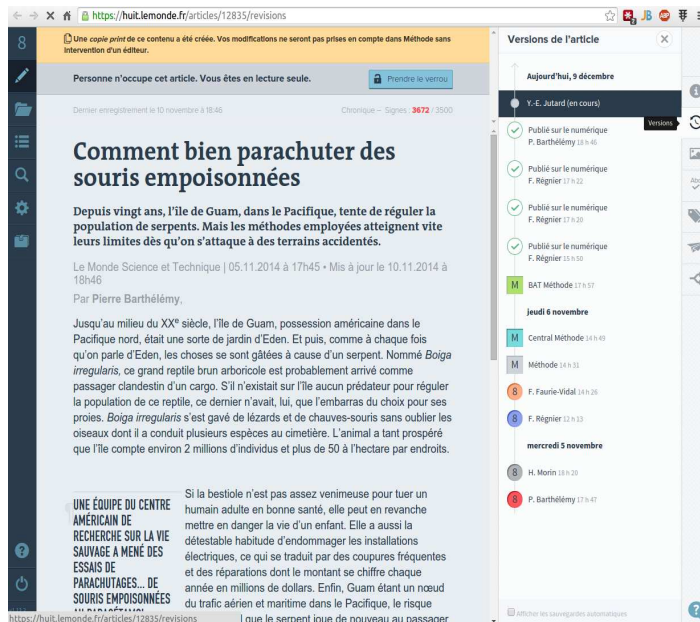 https://huit.lemonde.fr/articles/12835/revisions
JB
ABP
8
Une copie print de ce contenu a été créée. Vos modifications ne seront pas prises en compte dans Méthode sans
intervention d'un éditeur.
Personne n'occupe cet article. Vous êtes en lecture seule.
Prendre le verrou
Dernier enregistrement le 10 novembre à 18:46
Chronique — Signes : 3672 / 3500
Comment bien parachuter des
souris empoisonnées
Depuis vingt ans, l'île de Guam, dans le Pacifique, tente de réguler la
population de serpents. Mais les méthodes employées atteignent vite
leurs limites dès qu'on s'attaque à des terrains accidentés.
Le Monde Science et Technique | 05.11.2014 à 17h45 • Mis à jour le 10.11.2014 à
18h46
Par Pierre Barthélémy,
Jusqu'au milieu du XXe siècle, l'île de Guam, possession américaine dans le
Pacifique nord, était une sorte de jardin d'Eden. Et puis, comme à chaque fois
qu'on parle d'Eden, les choses se sont gâtées à cause d'un serpent. Nommé Boiga
irregularis, ce grand reptile brun arboricole est probablement arrivé comme
passager clandestin d'un cargo. S'il n'existait sur l'île aucun prédateur pour réguler
la population de ce reptile, ce dernier n'avait, lui, que l'embarras du choix pour ses
proies. Boiga irregularis s'est gavé de lézards et de chauves-souris sans oublier les
oiseaux dont il a conduit plusieurs espèces au cimetière. L'animal a tant prospéré
que l'île compte environ 2 millions d'individus et plus de 50 à l'hectare par endroits.
UNE ÉQUIPE DU CENTRE
AMÉRICAIN DE
RECHERCHE SUR LA VIE
SAUVAGE A MENÉ DES
ESSAIS DE
PARACHUTAGES... DE
SOURIS EMPOISONNÉES
AU PARACÉTAMOL
Si la bestiole n'est pas assez venimeuse pour tuer un
humain adulte en bonne santé, elle peut en revanche
mettre en danger la vie d'un enfant. Elle a aussi la
détestable habitude d'endommager les installations
électriques, ce qui se traduit par des coupures fréquentes
et des réparations dont le montant se chiffre chaque
année en millions de dollars. Enfin, Guam étant un nœud
du trafic aérien et maritime dans le Pacifique, le risque
que le serpent joue de nouveau au passager
https://huit.lemonde.fr/articles/12835/revisions
Versions de l'article
Aujourd'hui, 9 décembre
Y.-E. Jutard (en cours)
Versions
Publié sur le numérique
P. Barthélémy 18 h 46
Publié sur le numérique
F. Régnier 17 h 22
Publié sur le numérique
F. Régnier 17 h 20
Publié sur le numérique
F. Régnier 15 h 50
M BAT Méthode 17 h 57
jeudi 6 novembre
M Central Méthode 14 h 49
M Méthode 14 h 31
8 F. Faurie-Vidal 14 h 26
8 F. Régnier 12 h 13
mercredi 5 novembre
8 H. Morin 18 h 20
8 P. Barthélémy 17 h 47
Afficher les sauvegardes automatiques